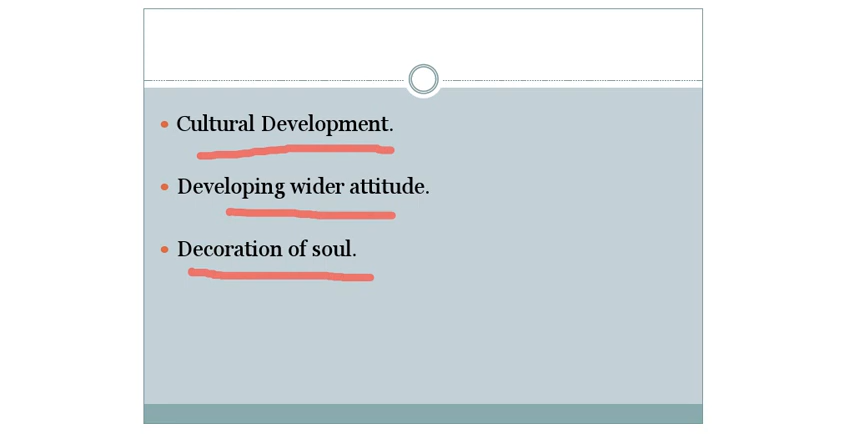 • Cultural Development.
• Developing wider attitude.
• Decoration of soul.